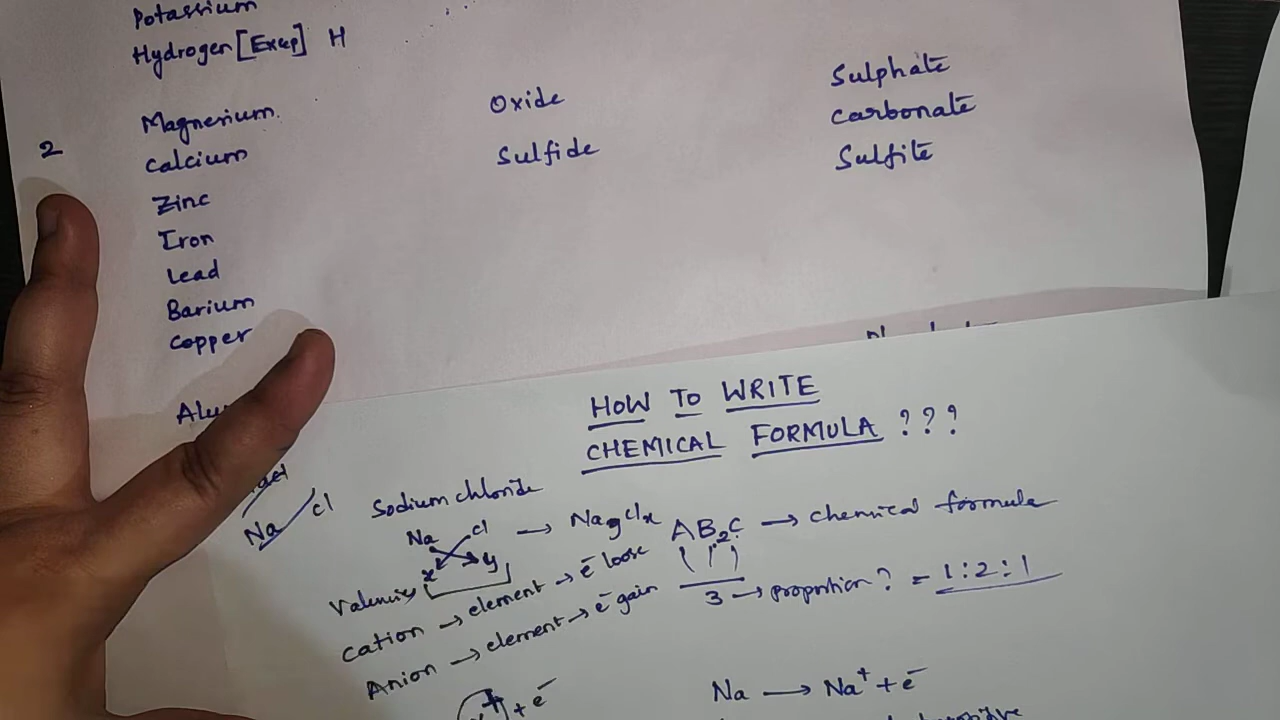 Potassium
Hydrogen [Excep] H
Magnesium. Oxide Sulphate
2 Calcium Sulfide Carbonate
Zinc Sulfite
Iron
Lead
Barium
Copper
HOW TO WRITE
CHEMICAL FORMULA ???
Na Cl Sodium chloride
Na Cl → NayClx AB2C → chemical formula
x y
Valencies 3 → proportion? = 1:2:1
Cation → element → e- loose
Anion → element → e- gain
+ e-
Na → Na+ + e-